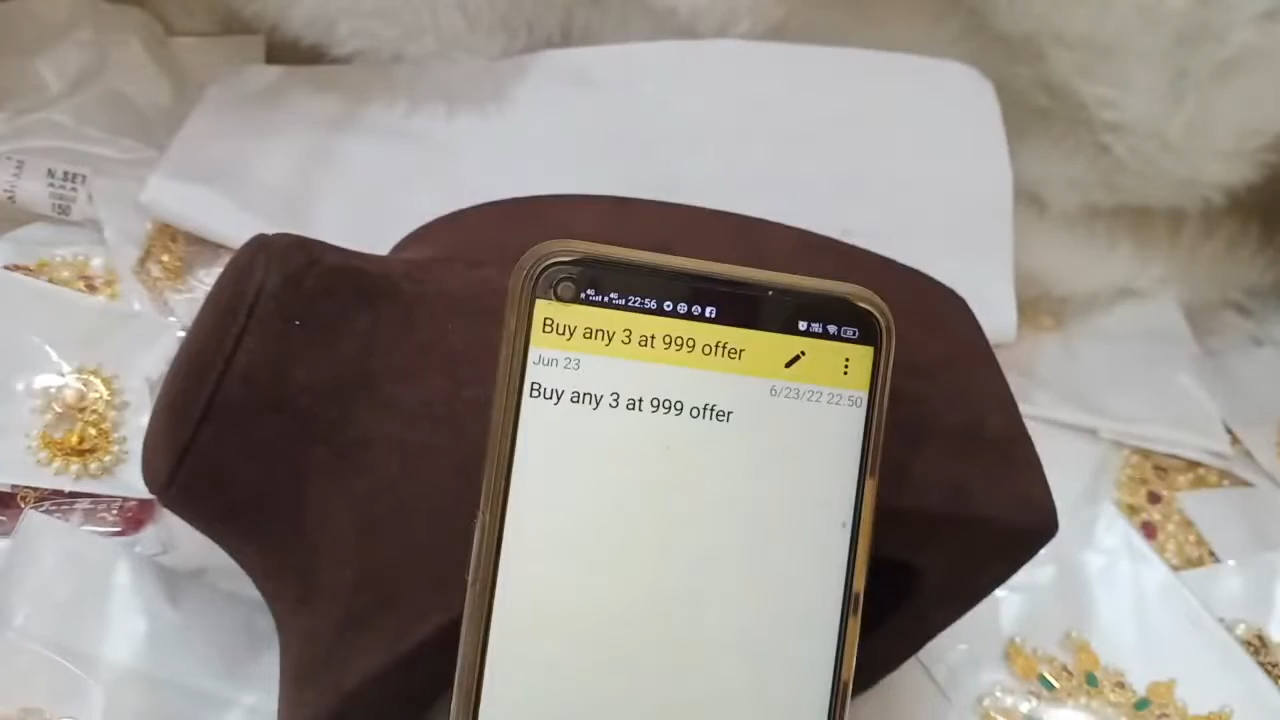 N.SET
150
22:56
Buy any 3 at 999 offer
Jun 23
6/23/22 22:50
Buy any 3 at 999 offer